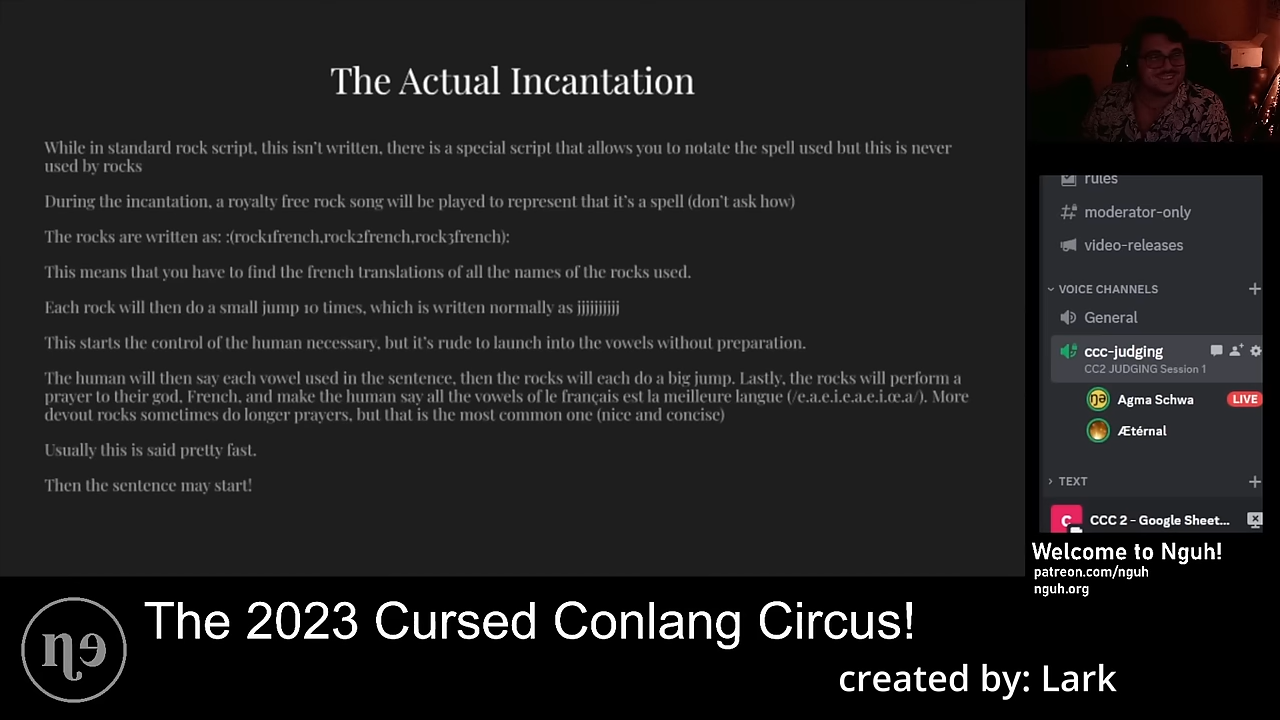 The Actual Incantation
While in standard rock script, this isn't written, there is a special script that allows you to notate the spell used but this is never
used by rocks
During the incantation, a royalty free rock song will be played to represent that it's a spell (don't ask how)
The rocks are written as: :(rock1french,rock2french,rock3french):
This means that you have to find the french translations of all the names of the rocks used.
Each rock will then do a small jump 10 times, which is written normally as jjjjjjjjjj
This starts the control of the human necessary, but it's rude to launch into the vowels without preparation.
The human will then say each vowel used in the sentence, then the rocks will each do a big jump. Lastly, the rocks will perform a
prayer to their god, French, and make the human say all the vowels of le français est la meilleure langue (/e.a.e.i.e.a.e.i.œ.a/). More
devout rocks sometimes do longer prayers, but that is the most common one (nice and concise)
Usually this is said pretty fast.
Then the sentence may start!
rules
moderator-only
video-releases
VOICE CHANNELS
General
ccc-judging
CC2 JUDGING Session 1
Agma Schwa LIVE
Ætérnal
TEXT
CCC 2 - Google Sheet...
Welcome to Nguh!
patreon.com/nguh
nguh.org
ŋə
The 2023 Cursed Conlang Circus!
created by: Lark